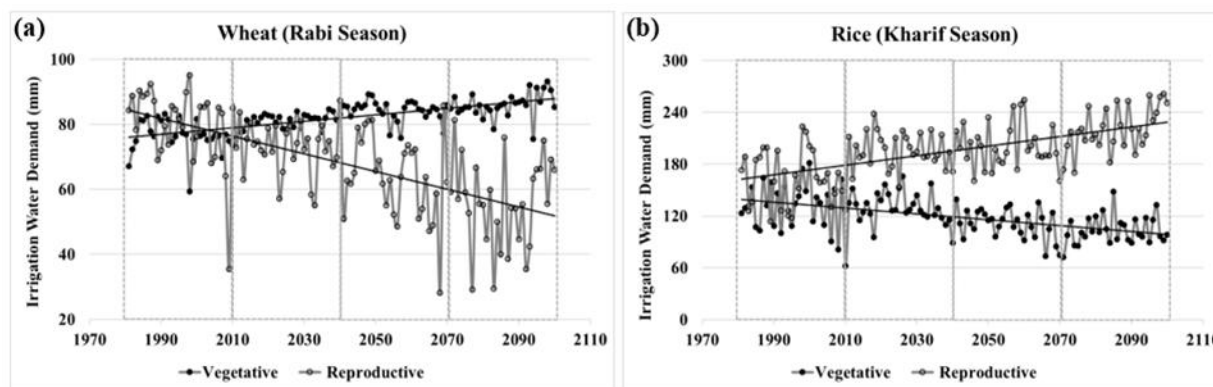 (a)
Wheat (Rabi Season)
Irrigation Water Demand (mm)
100
80
60
40
20
1970 1990 2010 2030 2050 2070 2090 2110
Vegetative Reproductive
(b)
Rice (Kharif Season)
Irrigation Water Demand (mm)
300
240
180
120
60
0
1970 1990 2010 2030 2050 2070 2090 2110
Vegetative Reproductive